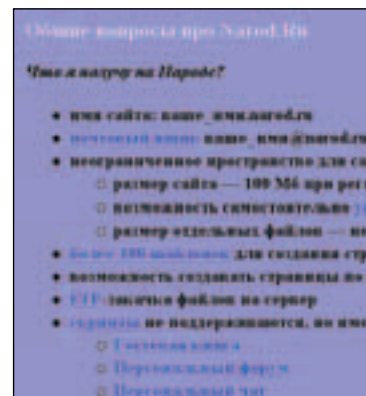 Общие вопросы про Narod.Ru
Что я получу на Народе?
имя сайта: ваше_имя.narod.ru
почтовый ящик: ваше_имя@narod.ru
неограниченное пространство для
размер сайта — 100 Мб при
возможность самостоятельно
размер отдельных файлов —
более 100 шаблонов для создания
возможность создавать страницы по
FTP-закачка файлов на сервер
скрипты не поддерживаются, но
Гостевая книга
Персональный форум
Персональный чат